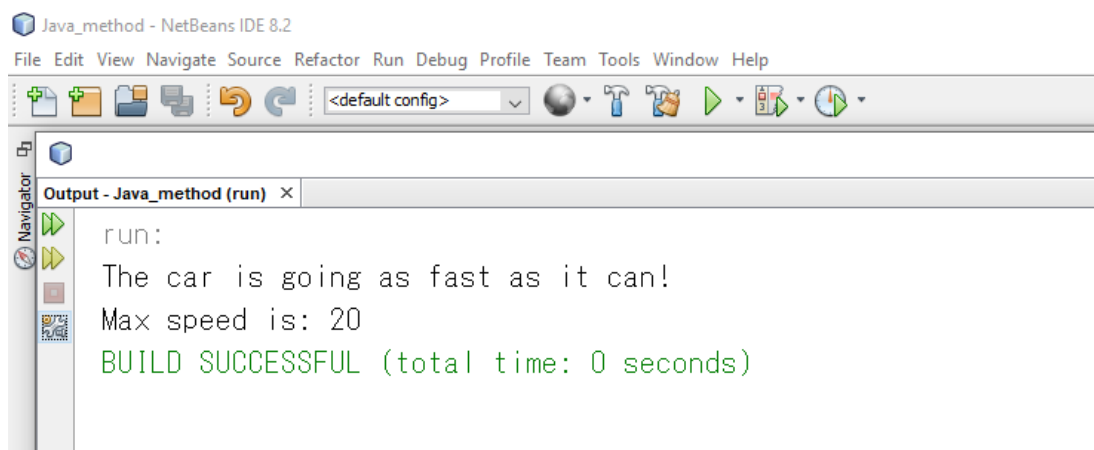 Java_method - NetBeans IDE 8.2
File Edit View Navigate Source Refactor Run Debug Profile Team Tools Window Help
<default config>
Navigator
Output - Java_method (run) ×
run:
The car is going as fast as it can!
Max speed is: 20
BUILD SUCCESSFUL (total time: 0 seconds)